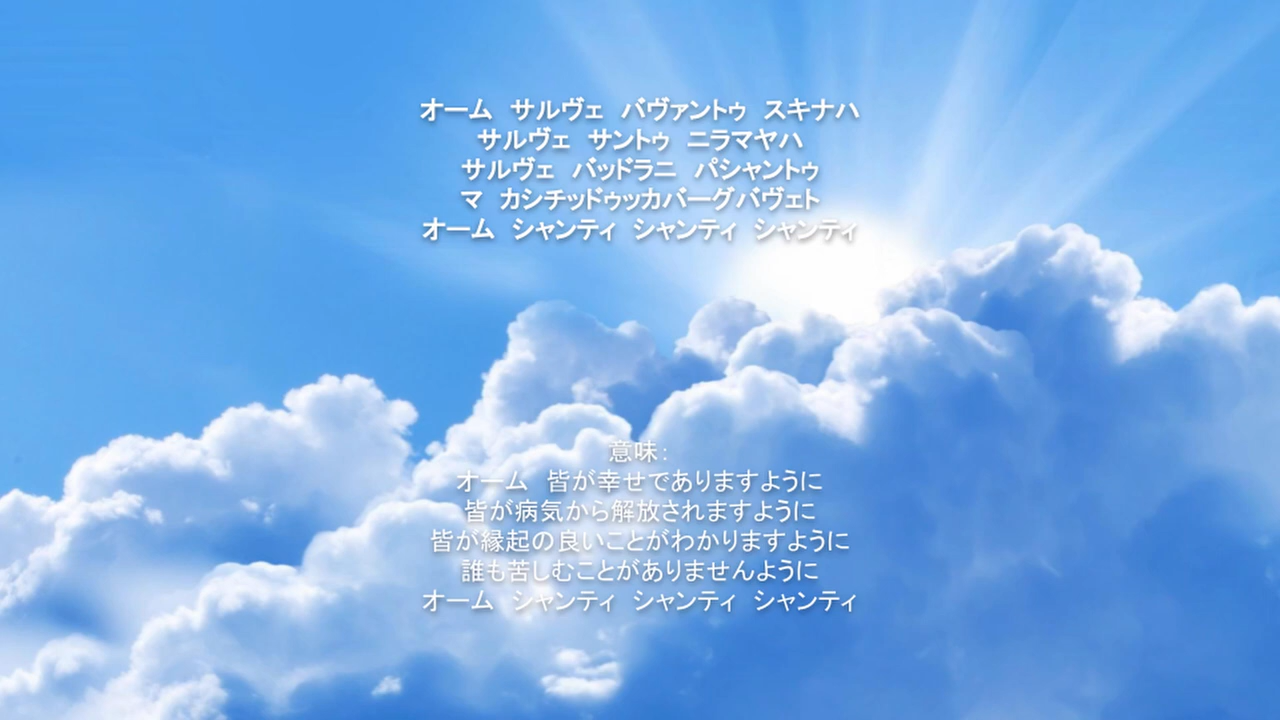 オーム　サルヴェ　バヴァントゥ　スキナハ
サルヴェ　サントゥ　ニラマヤハ
サルヴェ　バッドラニ　パシャントゥ
マ　カシチッドゥッカバーグバヴェト
オーム　シャンティ　シャンティ　シャンティ
意味：
オーム　皆が幸せでありますように
皆が病気から解放されますように
皆が縁起の良いことがわかりますように
誰も苦しむことがありませんように
オーム　シャンティ　シャンティ　シャンティ